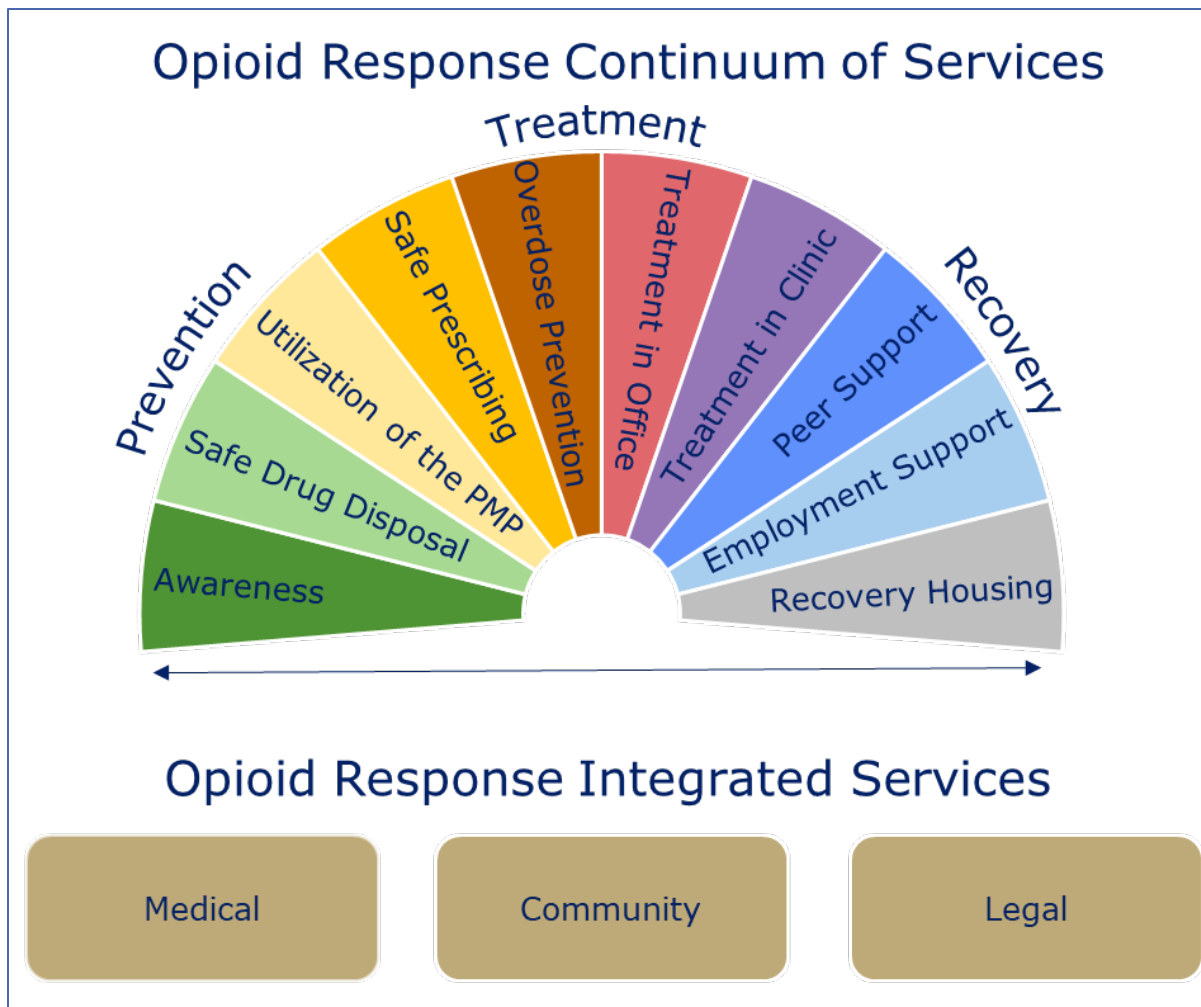 Opioid Response Continuum of Services
Prevention
Treatment
Recovery
Awareness
Safe Drug Disposal
Utilization of the PMP
Safe Prescribing
Overdose Prevention
Treatment in Office
Treatment in Clinic
Peer Support
Employment Support
Recovery Housing
Opioid Response Integrated Services
Medical
Community
Legal